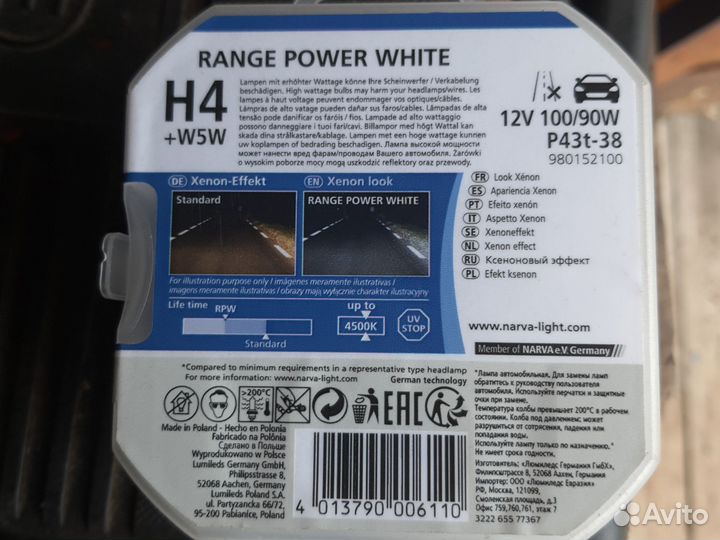 RANGE POWER WHITE
H4
+W5W
Lampen mit erhöhter Wattage könne Ihre Scheinwerfer / Verkabelung
beschädigen. High wattage bulbs may harm your headlamps/wires. Les
lampes à haut voltage peuvent endommager vos optiques/câbles.
Lámparas de alto vatage pueden dañar sus faros/cables. Lâmpadas de alta
tensão pode danificar os faróis / fios. Lampade ad alto wattaggio
possono danneggiare i tuoi fari/cavi. Billampor med högt Wattal kan
skada dina strålkastare/kablage. Lampen met een hoge wattage kunnen
uw koplampen of bedrading beschadigen. Лампа высокой мощности
может нанести вред фарам/проводам Вашего автомобиля. Żarówki
o wysokim poborze mocy mogą uszkodzić reflektory oraz przewody.
12V 100/90W
P43t-38
980152100
DE Xenon-Effekt
EN Xenon look
Standard
RANGE POWER WHITE
For illustration purpose only / imágenes meramente ilustrativas /
imagens meramente ilustrativas / obrazy mają wyłącznie charakter ilustracyjny
FR Look Xénon
ES Apariencia Xenon
PT Efeito xenón
IT Aspetto Xenon
SE Xenoneffekt
NL Xenon effect
RU Ксеноновый эффект
PL Efekt ksenon
Life time
RPW
Standard
up to
4500K
UV
STOP
www.narva-light.com
Member of NARVA e.V. Germany
*Compared to minimum requirements in a representative type headlamp
For more information: www.narva-light.com
German technology
>200°C
EAC
Made in Poland - Hecho en Polonia
Fabricado na Polônia
Сделано в Польше
Wyprodukowano w Polsce
Lumileds Germany GmbH,
Philipsstrasse 8,
52068 Aachen, Germany
Lumileds Poland S.A.
ul. Partyzancka 66/72,
95-200 Pabianice, Poland
4 013790 006110
*Лампа автомобильная. Для замены ламп
обратитесь к руководству пользователя
автомобиля. Используйте перчатки и защитные
очки при замене.
Температура колбы превышает 200°C в рабочем
состоянии. Колба под давлением: может
разрушиться от сотрясения, падения или
попадания воды.
Используйте лампу только по назначению.*
Не имеет срока годности.
Изготовитель: «Люмиледс Германия ГмбХ»,
Филипсштрассе 8, 52068 Аахен, Германия
Импортер: ООО «Люмиледс Евразия»
РФ, Москва, 123099,
Смоленская площадь, д.3
Офис 759,760,761, этаж 7
3222 655 77367
Avito